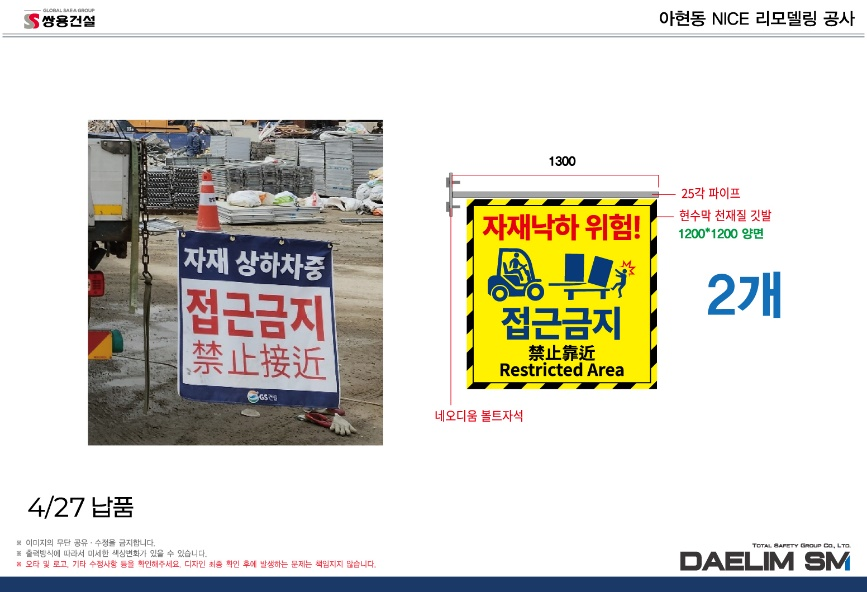 GLOBAL SAEA GROUP
쌍용건설
아현동 NICE 리모델링 공사
자재 상하차중
접근금지
禁止接近
GS건설
1300
25각 파이프
현수막 천재질 깃발
1200*1200 양면
자재낙하 위험!
접근금지
禁止靠近
Restricted Area
2개
네오디움 볼트자석
4/27 납품
※ 이미지의 무단 공유 · 수정을 금지합니다.
※ 출력방식에 따라서 미세한 색상변화가 있을 수 있습니다.
※ 오타 및 로고, 기타 수정사항 등을 확인해주세요. 디자인 최종 확인 후에 발생하는 문제는 책임지지 않습니다.
TOTAL SAFETY GROUP CO., LTD.
DAELIM SM